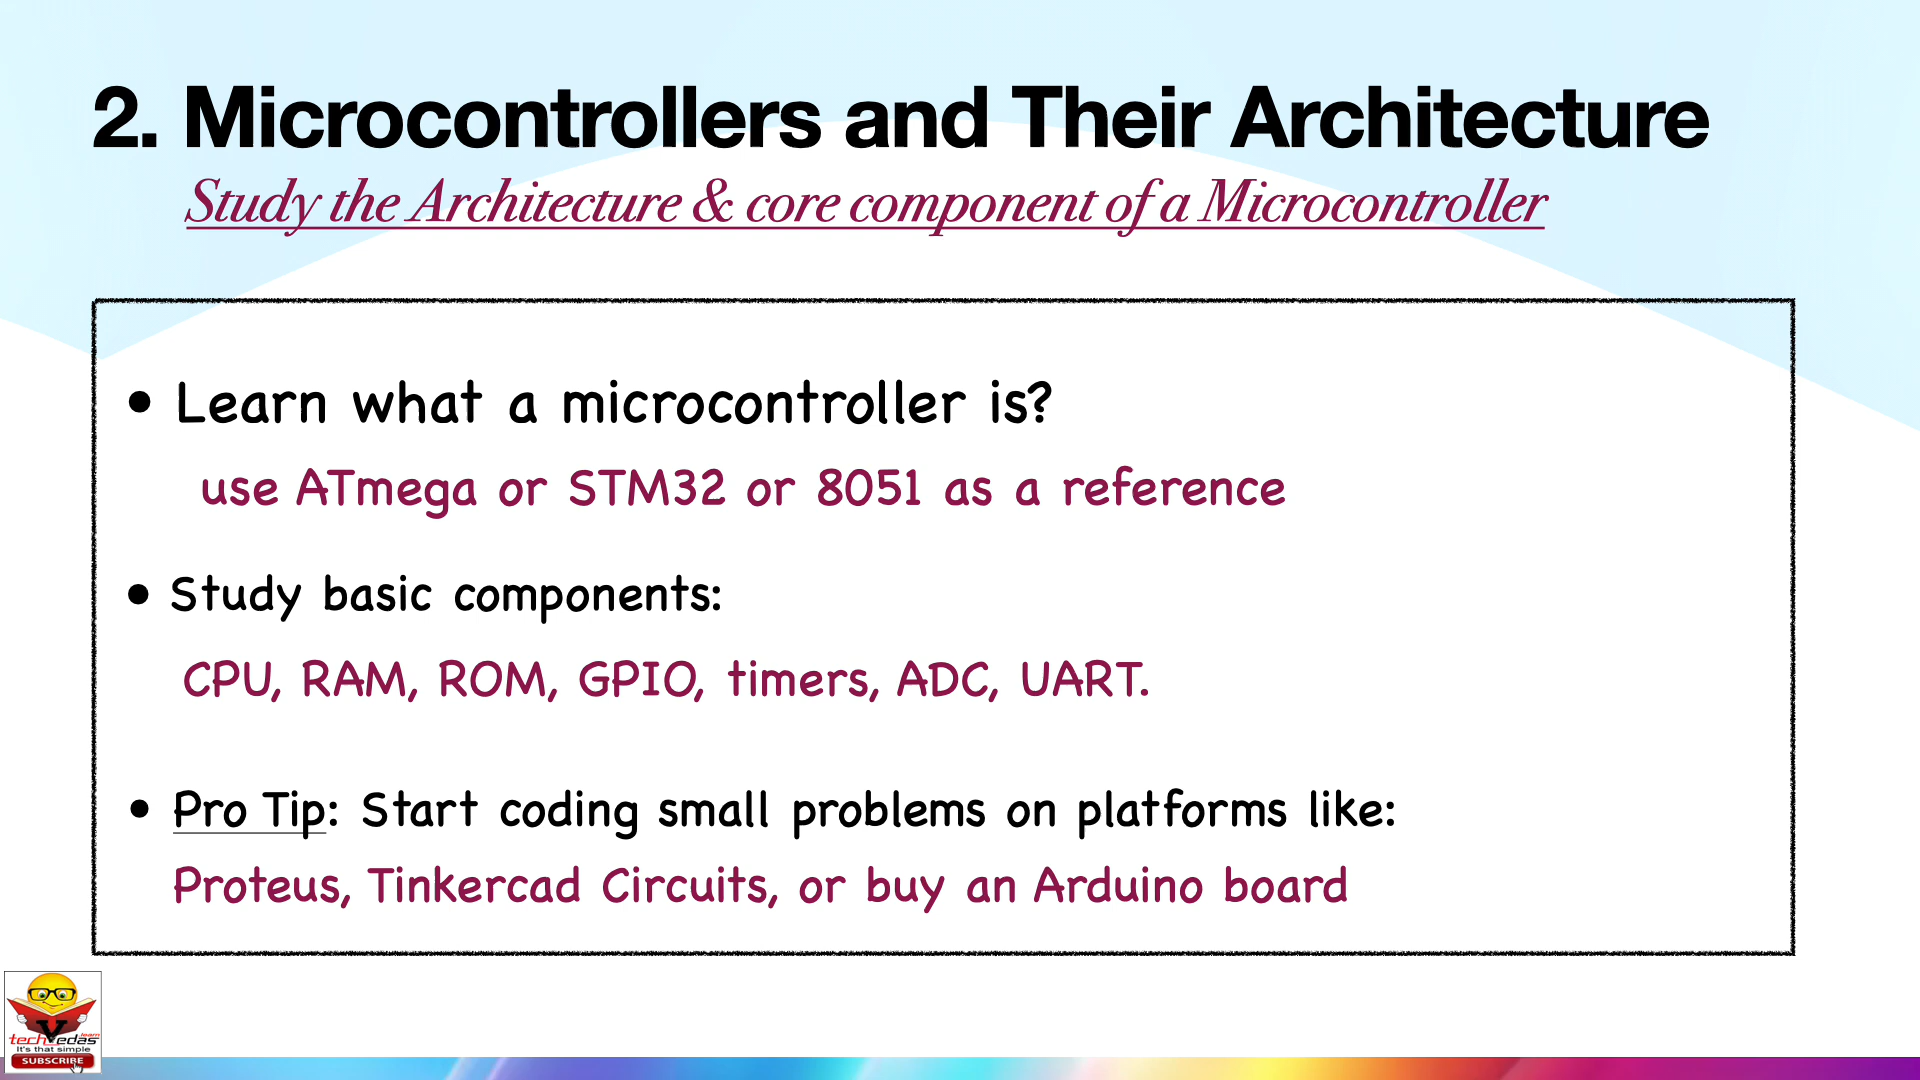 2. Microcontrollers and Their Architecture
Study the Architecture & core component of a Microcontroller
• Learn what a microcontroller is?
use ATmega or STM32 or 8051 as a reference
• Study basic components:
CPU, RAM, ROM, GPIO, timers, ADC, UART.
• Pro Tip: Start coding small problems on platforms like:
Proteus, Tinkercad Circuits, or buy an Arduino board
learn
techVedas
It's that simple
SUBSCRIBE